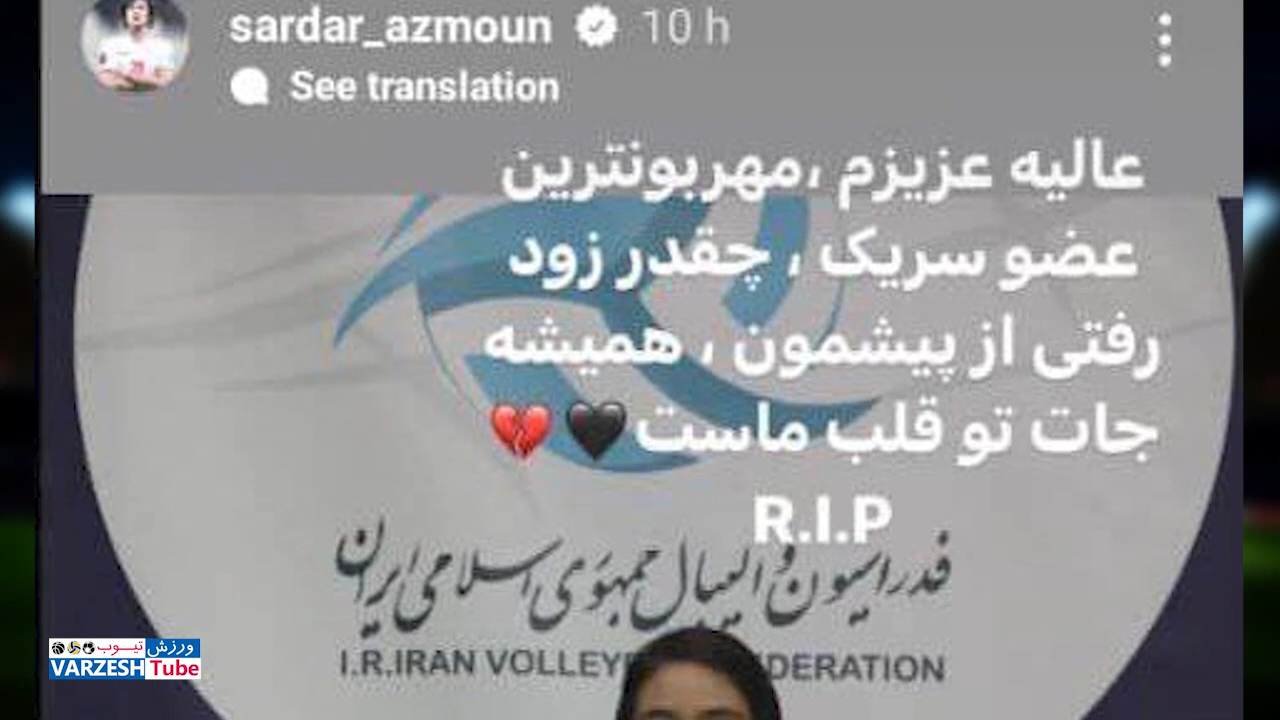 sardar_azmoun 10 h
See translation
عالیه عزیزم ،مهربونترین
عضو سریک ، چقدر زود
رفتی از پیشمون ، همیشه
جات تو قلب ماست🖤💔
R.I.P
فدراسیون والیبال جمهوری اسلامی ایران
I.R.IRAN VOLLEY DERATION
ورزش تیوب
VARZESH Tube